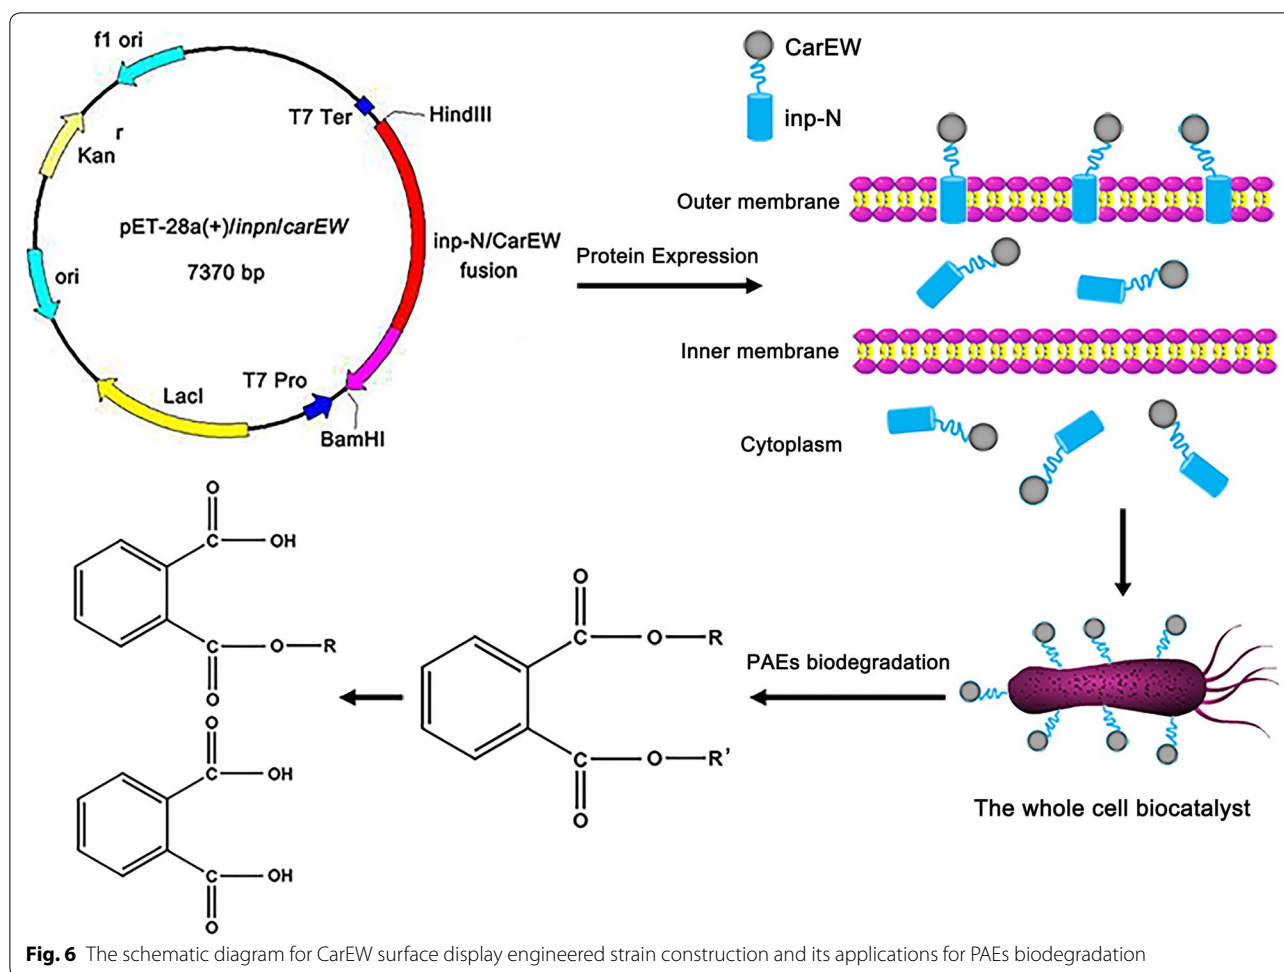 f1 ori
T7 Ter
HindIII
r
Kan
pET-28a(+)/inpn/carEW
7370 bp
ori
inp-N/CarEW
fusion
T7 Pro
LacI
BamHI
CarEW
inp-N
Outer membrane
Protein Expression
Inner membrane
Cytoplasm
O
C
OH
C
O
R
O
O
C
O
R
C
O
R'
O
PAEs biodegradation
O
C
OH
C
OH
O
The whole cell biocatalyst
Fig. 6 The schematic diagram for CarEW surface display engineered strain construction and its applications for PAEs biodegradation